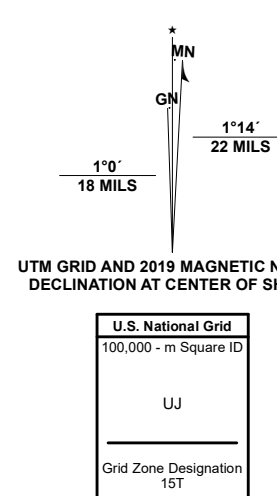 ★
MN
GN
1°14´
22 MILS
1°0´
18 MILS
UTM GRID AND 2019 MAGNETIC
DECLINATION AT CENTER OF
U.S. National Grid
100,000 - m Square ID
UJ
Grid Zone Designation
15T